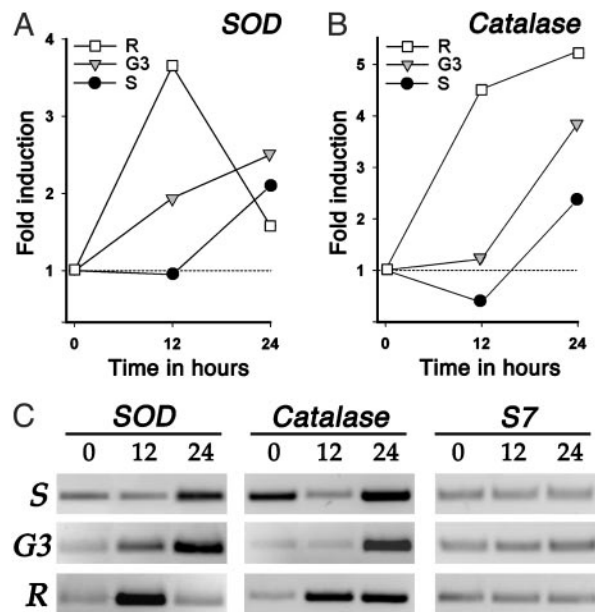 A SOD
R
G3
S
Fold induction
4
3
2
1
0 12 24
Time in hours
B Catalase
R
G3
S
Fold induction
5
4
3
2
1
0 12 24
Time in hours
C SOD Catalase S7
0 12 24 0 12 24 0 12 24
S
G3
R